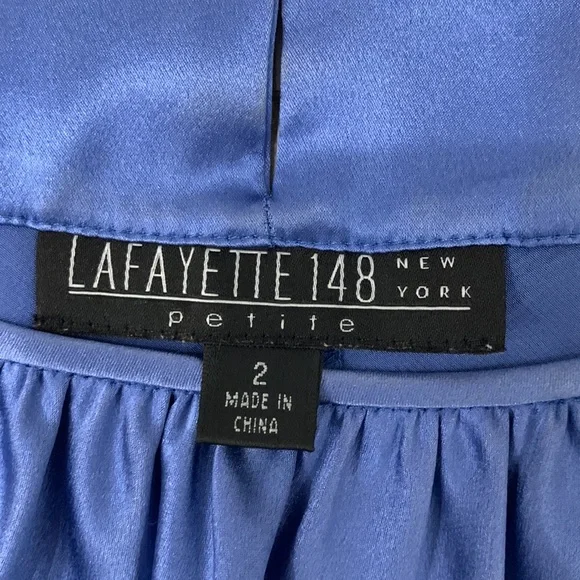 LAFAYETTE 148 NEW
YORK
petite
2
MADE IN
CHINA